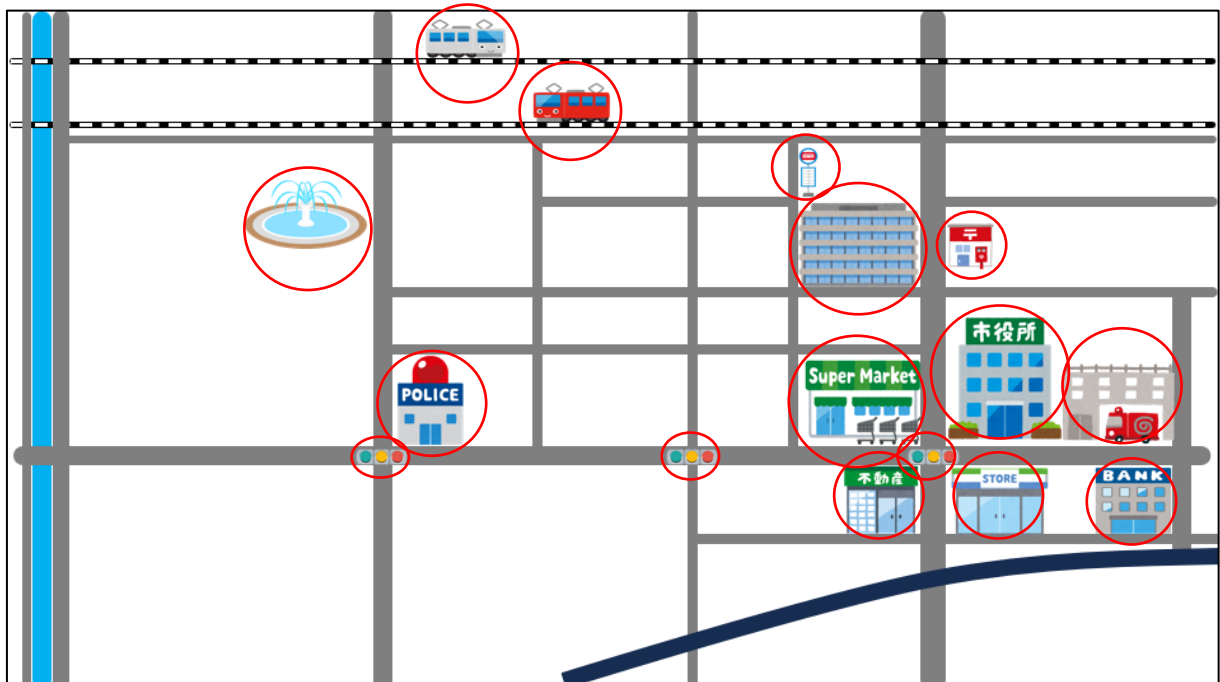 〒
市役所
POLICE
Super Market
不動産
STORE
BANK